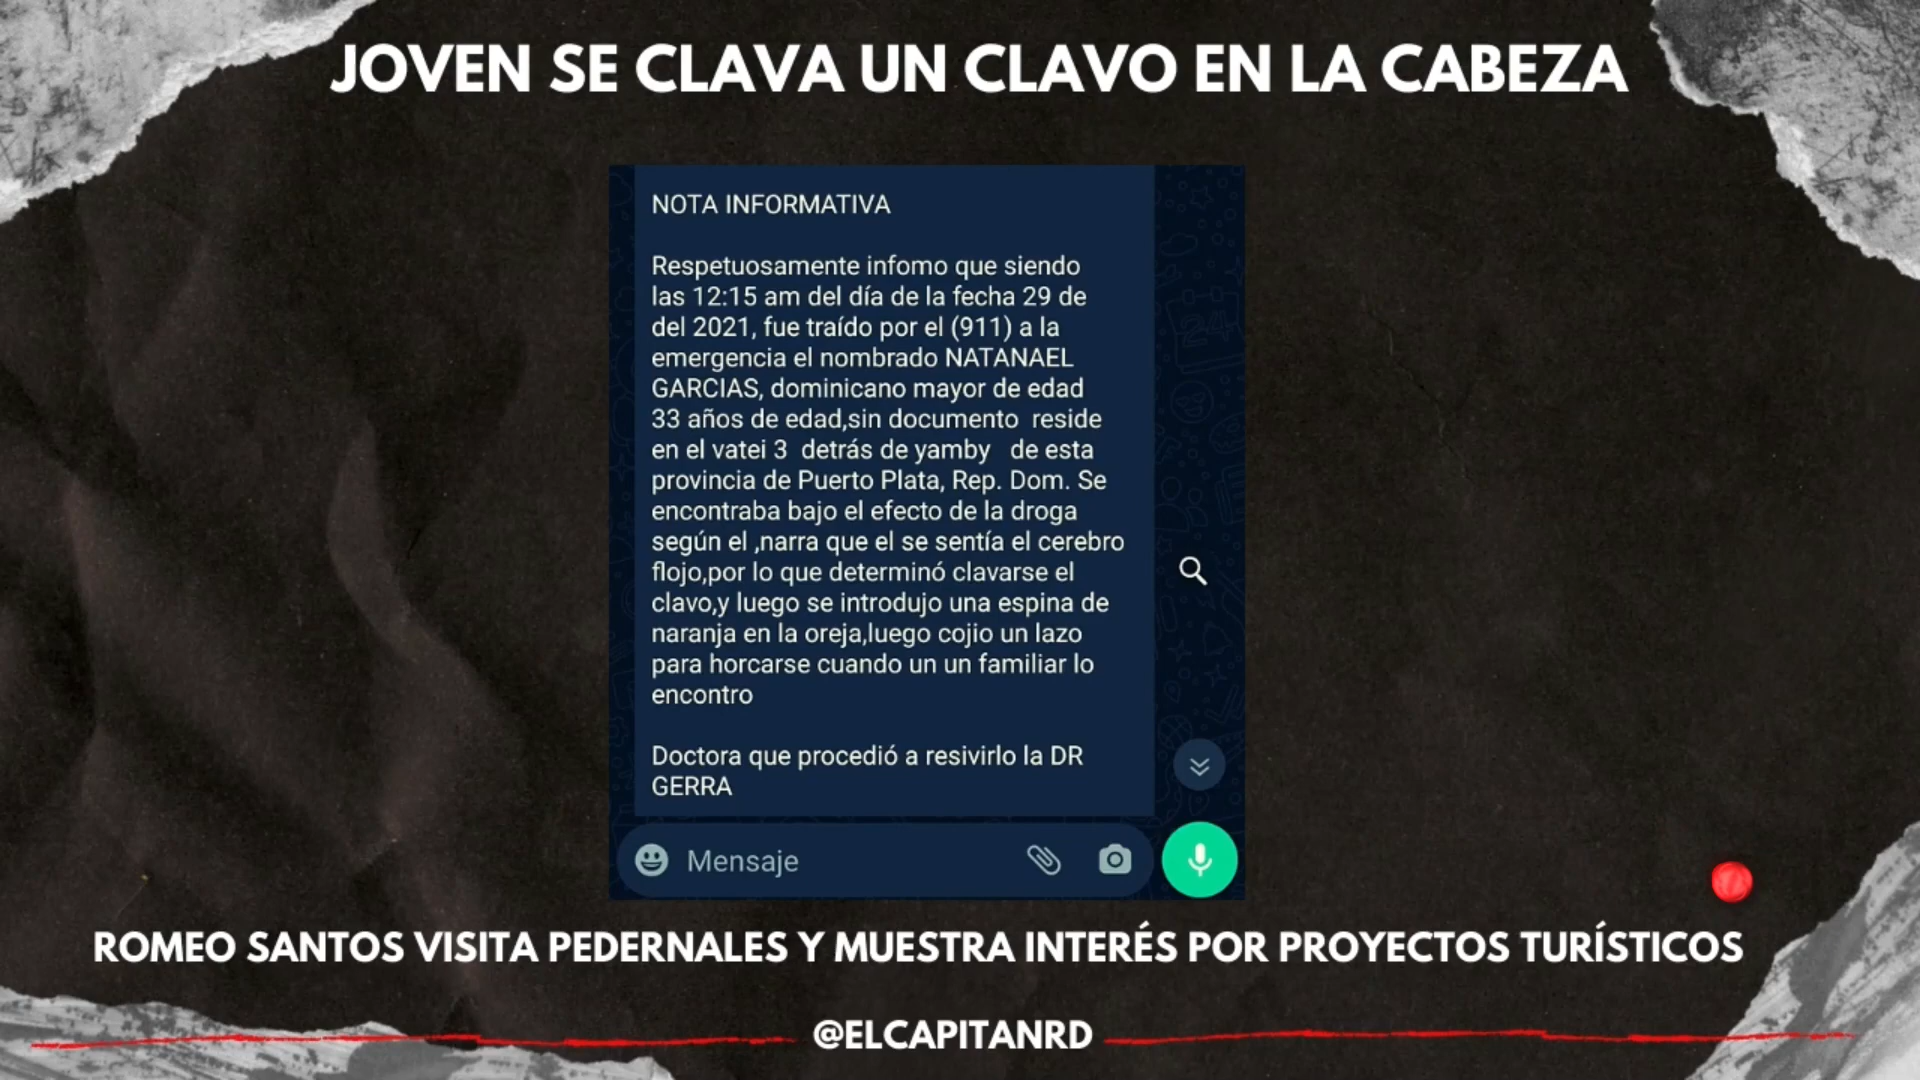 JOVEN SE CLAVA UN CLAVO EN LA CABEZA
NOTA INFORMATIVA
Respetuosamente infomo que siendo
las 12:15 am del día de la fecha 29 de
del 2021, fue traído por el (911) a la
emergencia el nombrado NATANAEL
GARCIAS, dominicano mayor de edad
33 años de edad,sin documento  reside
en el vatei 3  detrás de yamby   de esta
provincia de Puerto Plata, Rep. Dom. Se
encontraba bajo el efecto de la droga
según el ,narra que el se sentía el cerebro
flojo,por lo que determinó clavarse el
clavo,y luego se introdujo una espina de
naranja en la oreja,luego cojio un lazo
para horcarse cuando un un familiar lo
encontro
Doctora que procedió a resivirlo la DR
GERRA
Mensaje
ROMEO SANTOS VISITA PEDERNALES Y MUESTRA INTERÉS POR PROYECTOS TURÍSTICOS
@ELCAPITANRD